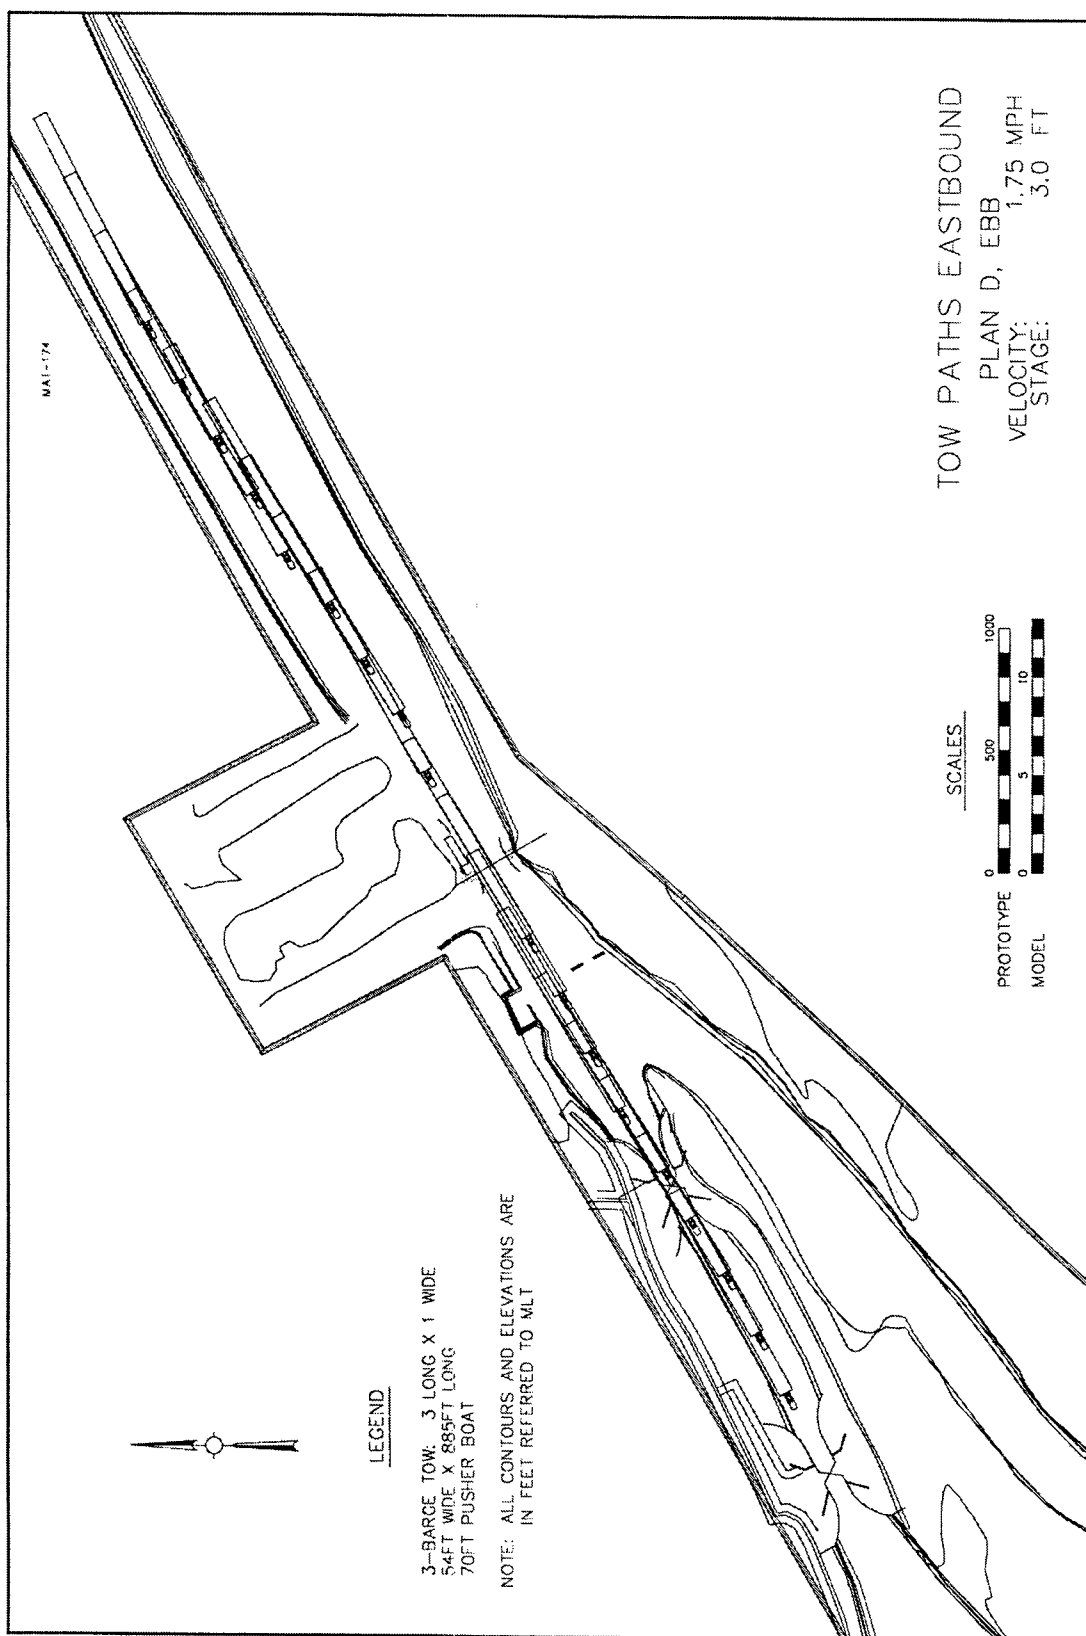 MAT-174
LEGEND
3-BARGE TOW: 3 LONG X 1 WIDE
54FT WIDE X 885FT LONG
70FT PUSHER BOAT
NOTE: ALL CONTOURS AND ELEVATIONS ARE
IN FEET REFERRED TO MLT
SCALES
PROTOTYPE 0 500 1000
MODEL 0 5 10
TOW PATHS EASTBOUND
PLAN D, EBB
VELOCITY: 1.75 MPH
STAGE: 3.0 FT